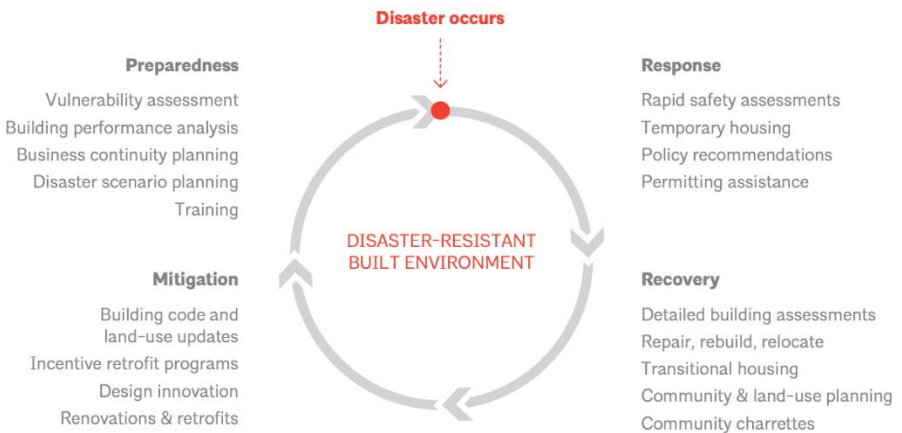 Disaster occurs
Preparedness
Vulnerability assessment
Building performance analysis
Business continuity planning
Disaster scenario planning
Training
Response
Rapid safety assessments
Temporary housing
Policy recommendations
Permitting assistance
DISASTER-RESISTANT
BUILT ENVIRONMENT
Mitigation
Building code and
land-use updates
Incentive retrofit programs
Design innovation
Renovations & retrofits
Recovery
Detailed building assessments
Repair, rebuild, relocate
Transitional housing
Community & land-use planning
Community charrettes